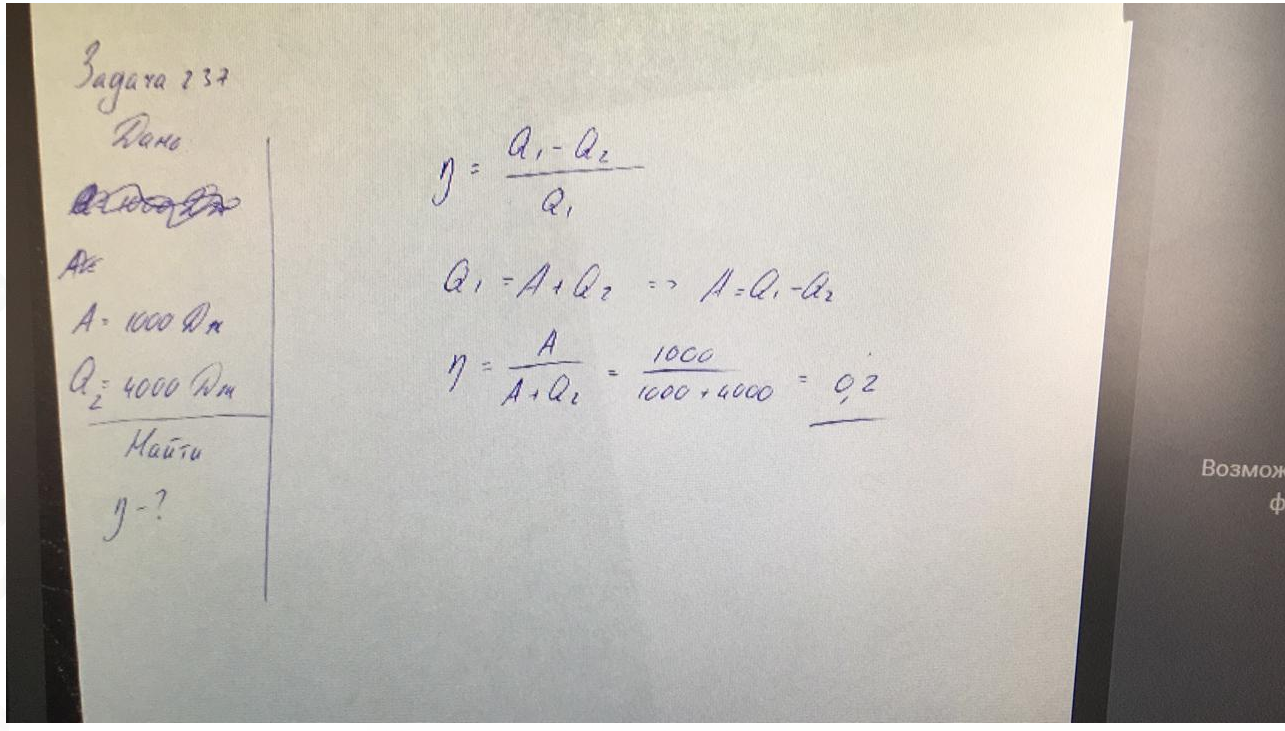 Задача 237
Дано
A=
A = 1000 Дж
Q₂ = 4000 Дж
Найти
η - ?
η = (Q₁ - Q₂) / Q₁
Q₁ = A + Q₂ => A = Q₁ - Q₂
η = A / (A + Q₂) = 1000 / (1000 + 4000) = 0,2
Возмож
ф